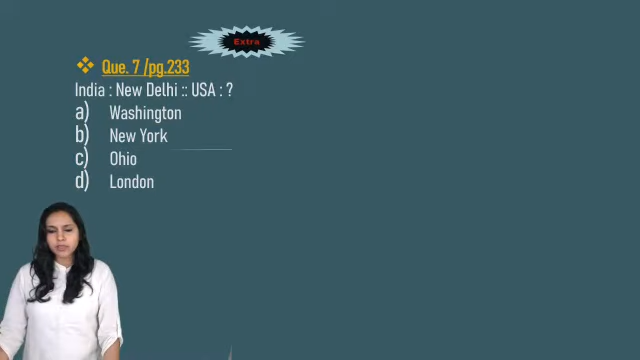 Extra
❖ Que. 7 /pg.233
India : New Delhi :: USA : ?
a) Washington
b) New York
c) Ohio
d) London